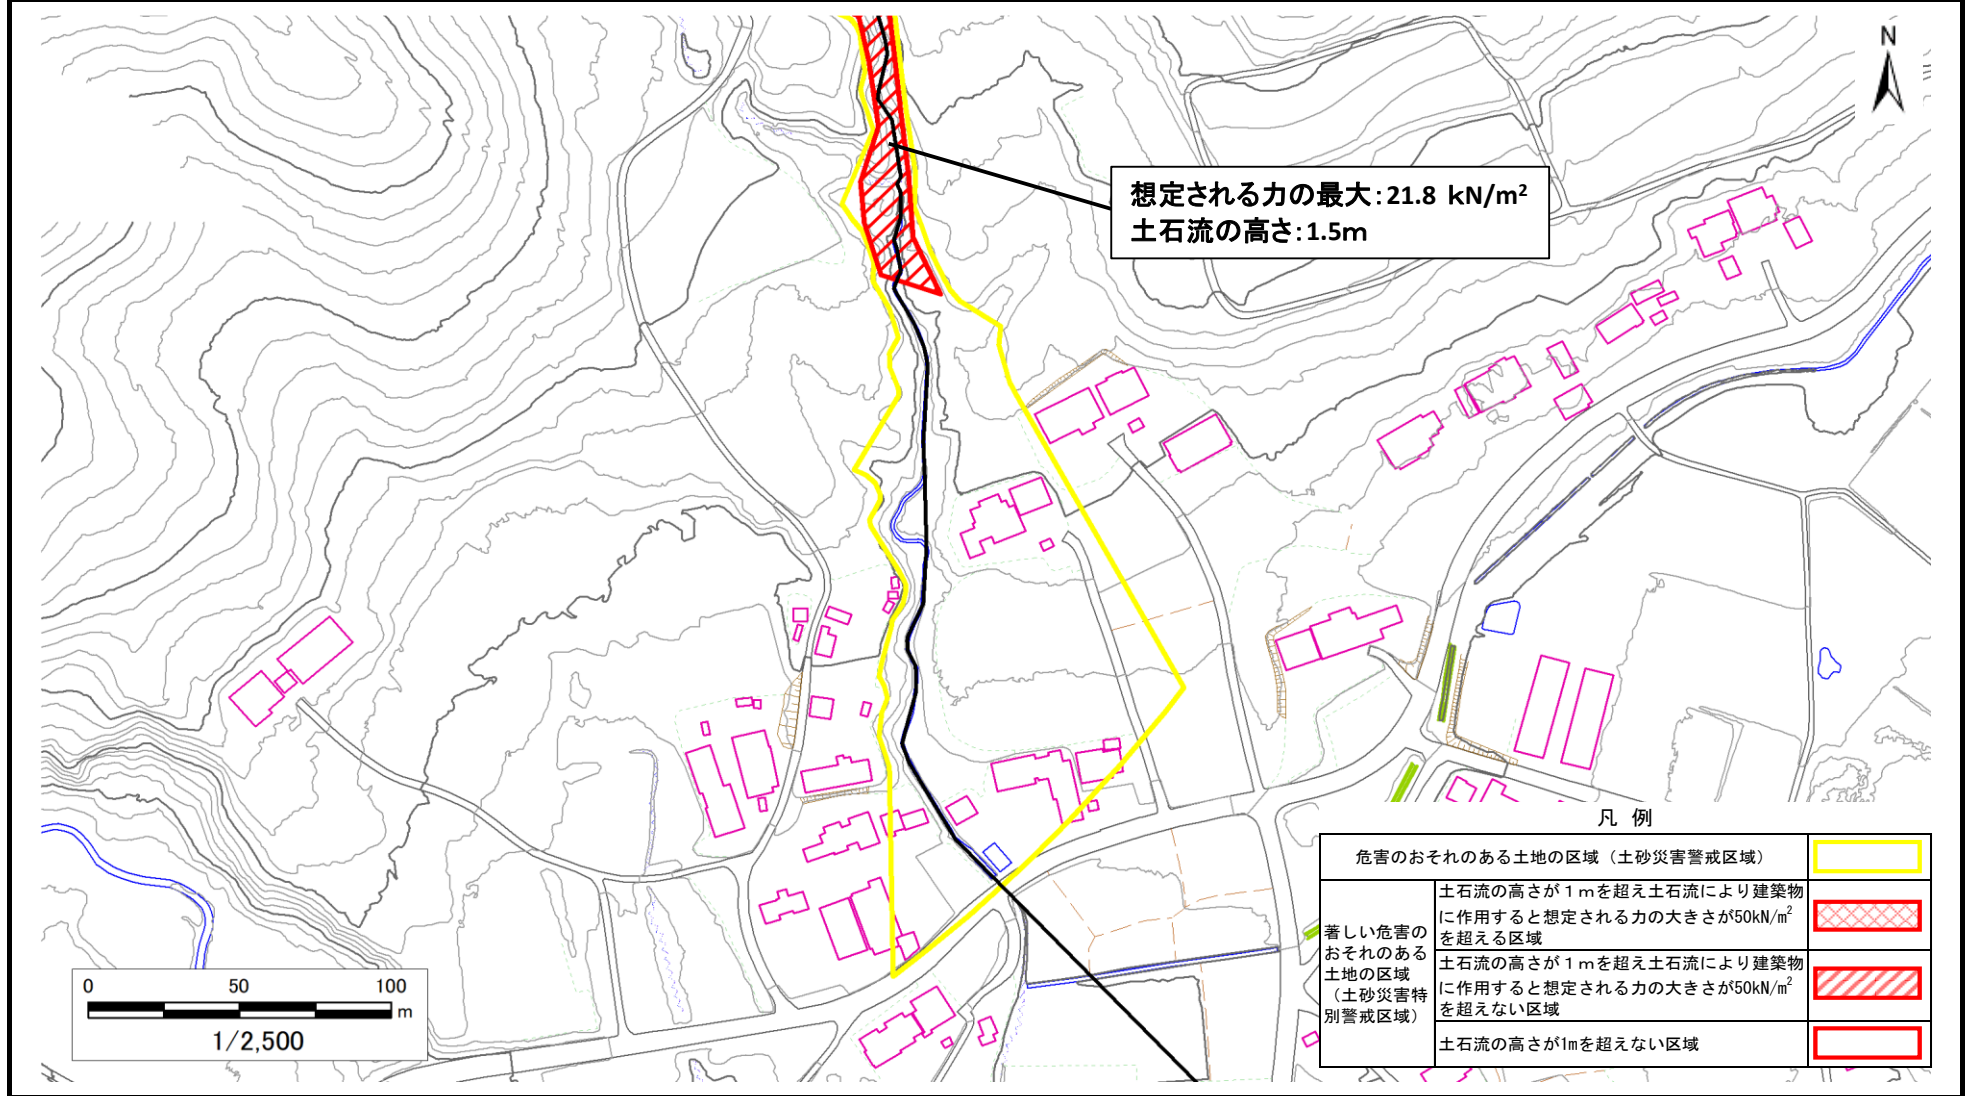 N
想定される力の最大:21.8 kN/m²
土石流の高さ:1.5m
凡 例
危害のおそれのある土地の区域（土砂災害警戒区域）
著しい危害の
おそれのある
土地の区域
（土砂災害特
別警戒区域）
土石流の高さが１ｍを超え土石流により建築物
に作用すると想定される力の大きさが50kN/㎡
を超える区域
土石流の高さが１ｍを超え土石流により建築物
に作用すると想定される力の大きさが50kN/㎡
を超えない区域
土石流の高さが1mを超えない区域
0 50 100
m
1/2,500